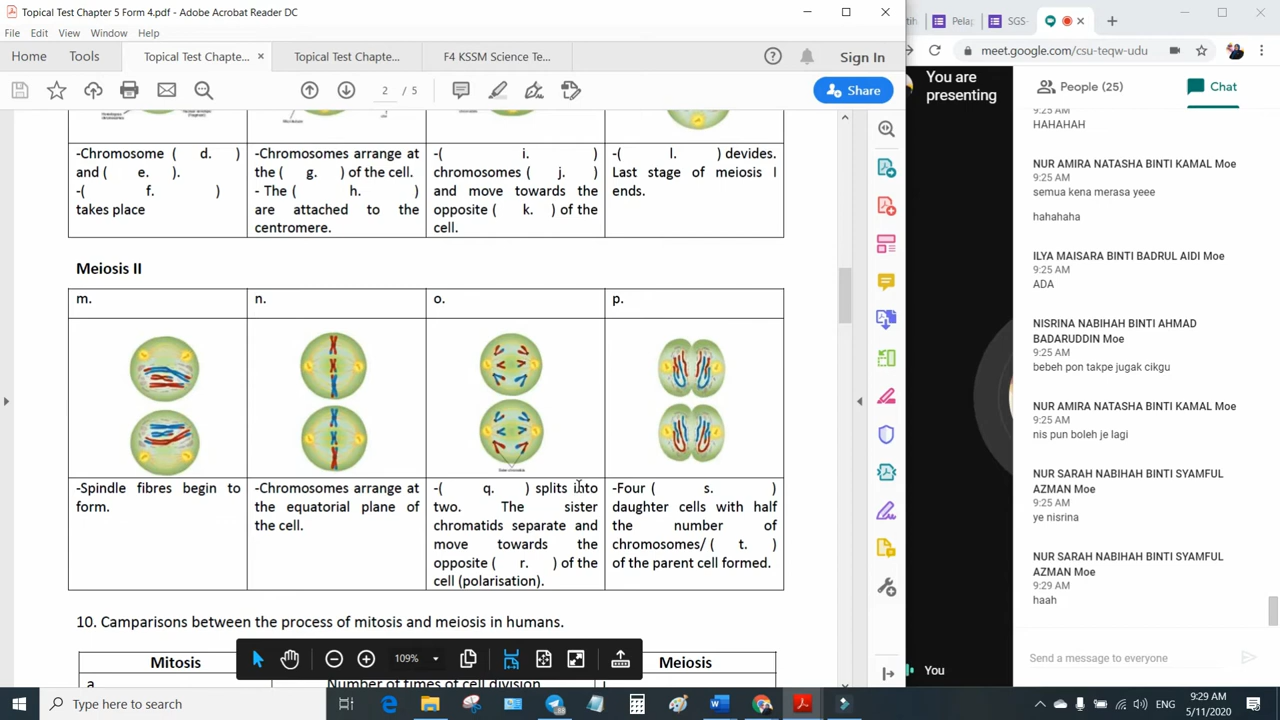 Topical Test Chapter 5 Form 4.pdf - Adobe Acrobat Reader DC
File Edit View Window Help
Home Tools Topical Test Chapte... × Topical Test Chapte... F4 KSSM Science Te... Sign In
2 / 5 Share
-Chromosome ( d. )
and ( e. ).
-( f. )
takes place
-Chromosomes arrange at
the ( g. ) of the cell.
- The ( h. )
are attached to the
centromere.
-( i. )
chromosomes ( j. )
and move towards the
opposite ( k. ) of the
cell.
-( l. ) devides.
Last stage of meiosis I
ends.
Meiosis II
m. n. o. p.
-Spindle fibres begin to
form.
-Chromosomes arrange at
the equatorial plane of
the cell.
-( q. ) splits into
two. The sister
chromatids separate and
move towards the
opposite ( r. ) of the
cell (polarisation).
-Four ( s. )
daughter cells with half
the number of
chromosomes/ ( t. )
of the parent cell formed.
10. Camparisons between the process of mitosis and meiosis in humans.
Mitosis Meiosis
a. Number of times of cell division
109%
Pela SGS-
meet.google.com/csu-teqw-udu
You are
presenting
People (25) Chat
9:25 AM
HAHAHAH
NUR AMIRA NATASHA BINTI KAMAL Moe
9:25 AM
semua kena merasa yeee
hahahaha
ILYA MAISARA BINTI BADRUL AIDI Moe
9:25 AM
ADA
NISRINA NABIHAH BINTI AHMAD
BADARUDDIN Moe
9:25 AM
bebeh pon takpe jugak cikgu
NUR AMIRA NATASHA BINTI KAMAL Moe
9:25 AM
nis pun boleh je lagi
NUR SARAH NABIHAH BINTI SYAMFUL
AZMAN Moe
9:25 AM
ye nisrina
NUR SARAH NABIHAH BINTI SYAMFUL
AZMAN Moe
9:29 AM
haah
Send a message to everyone
You
Type here to search
ENG
9:29 AM
5/11/2020